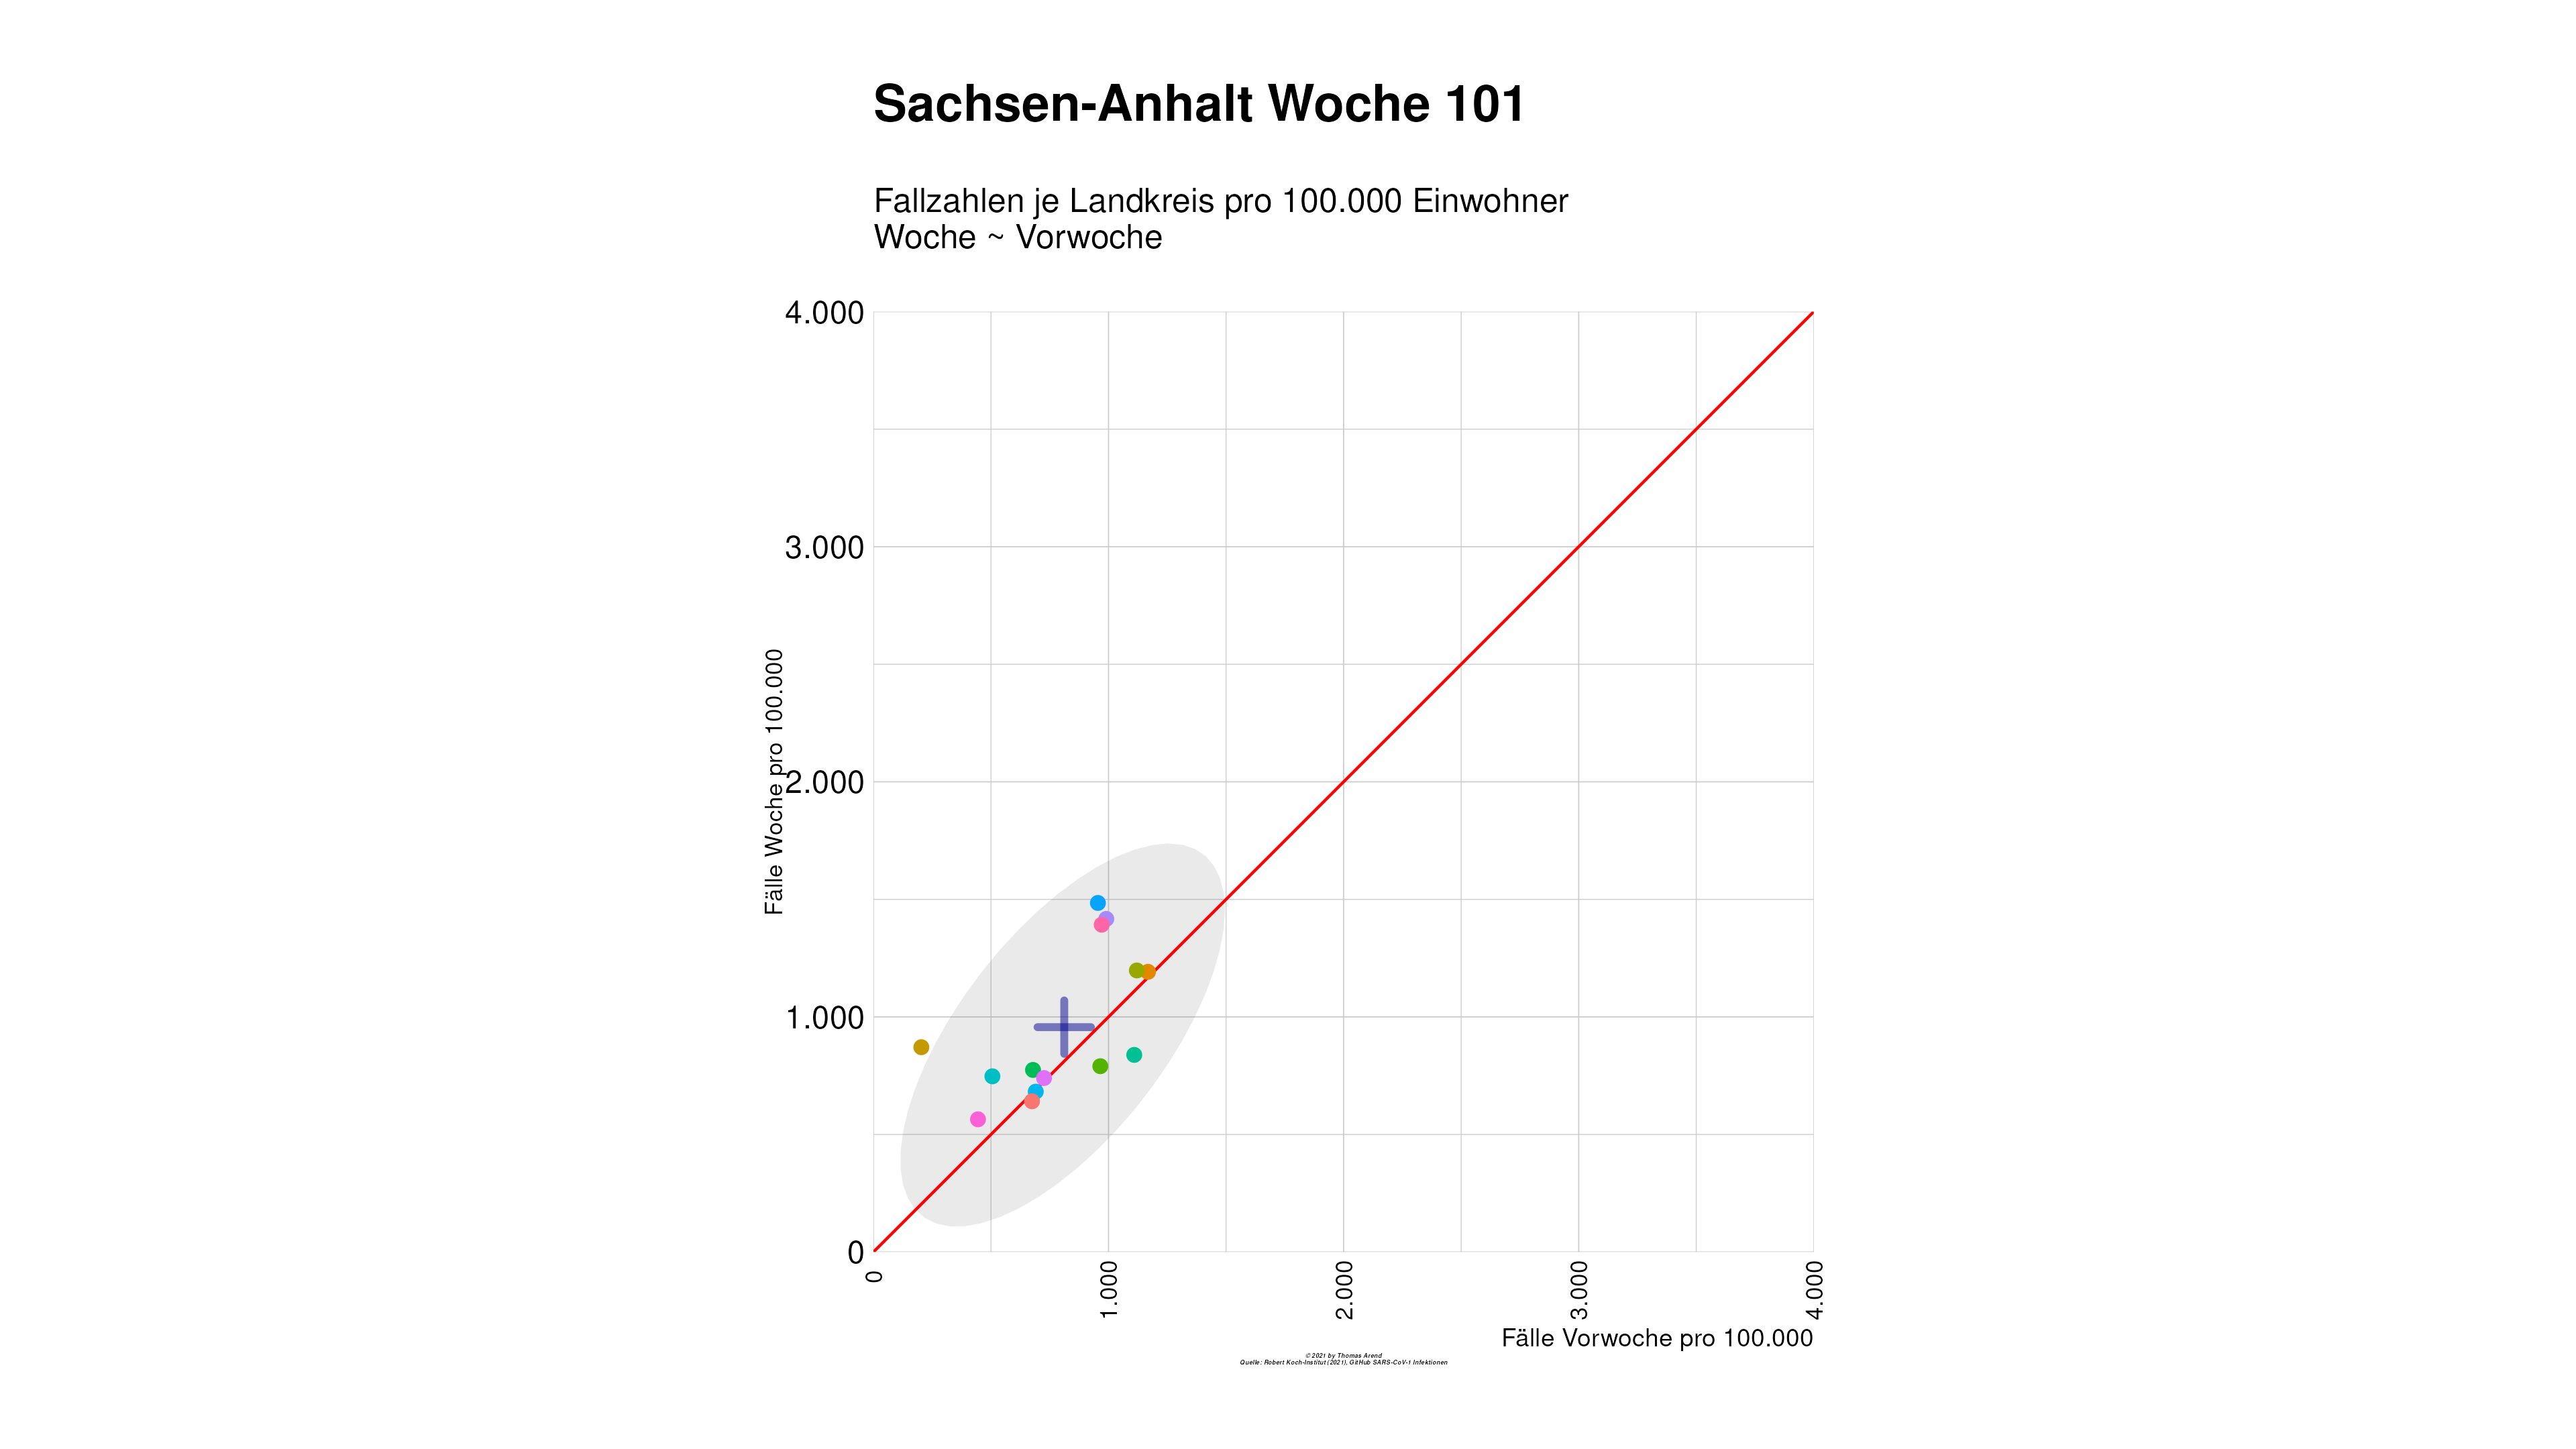 Sachsen-Anhalt Woche 101
Fallzahlen je Landkreis pro 100.000 Einwohner
Woche ~ Vorwoche
4.000
3.000
2.000
1.000
0
Fälle Woche pro 100.000
0
1.000
2.000
3.000
4.000
Fälle Vorwoche pro 100.000
© 2021 by Thomas Arend
Quelle: Robert Koch-Institut (2021), GitHub SARS-CoV-1 Infektionen